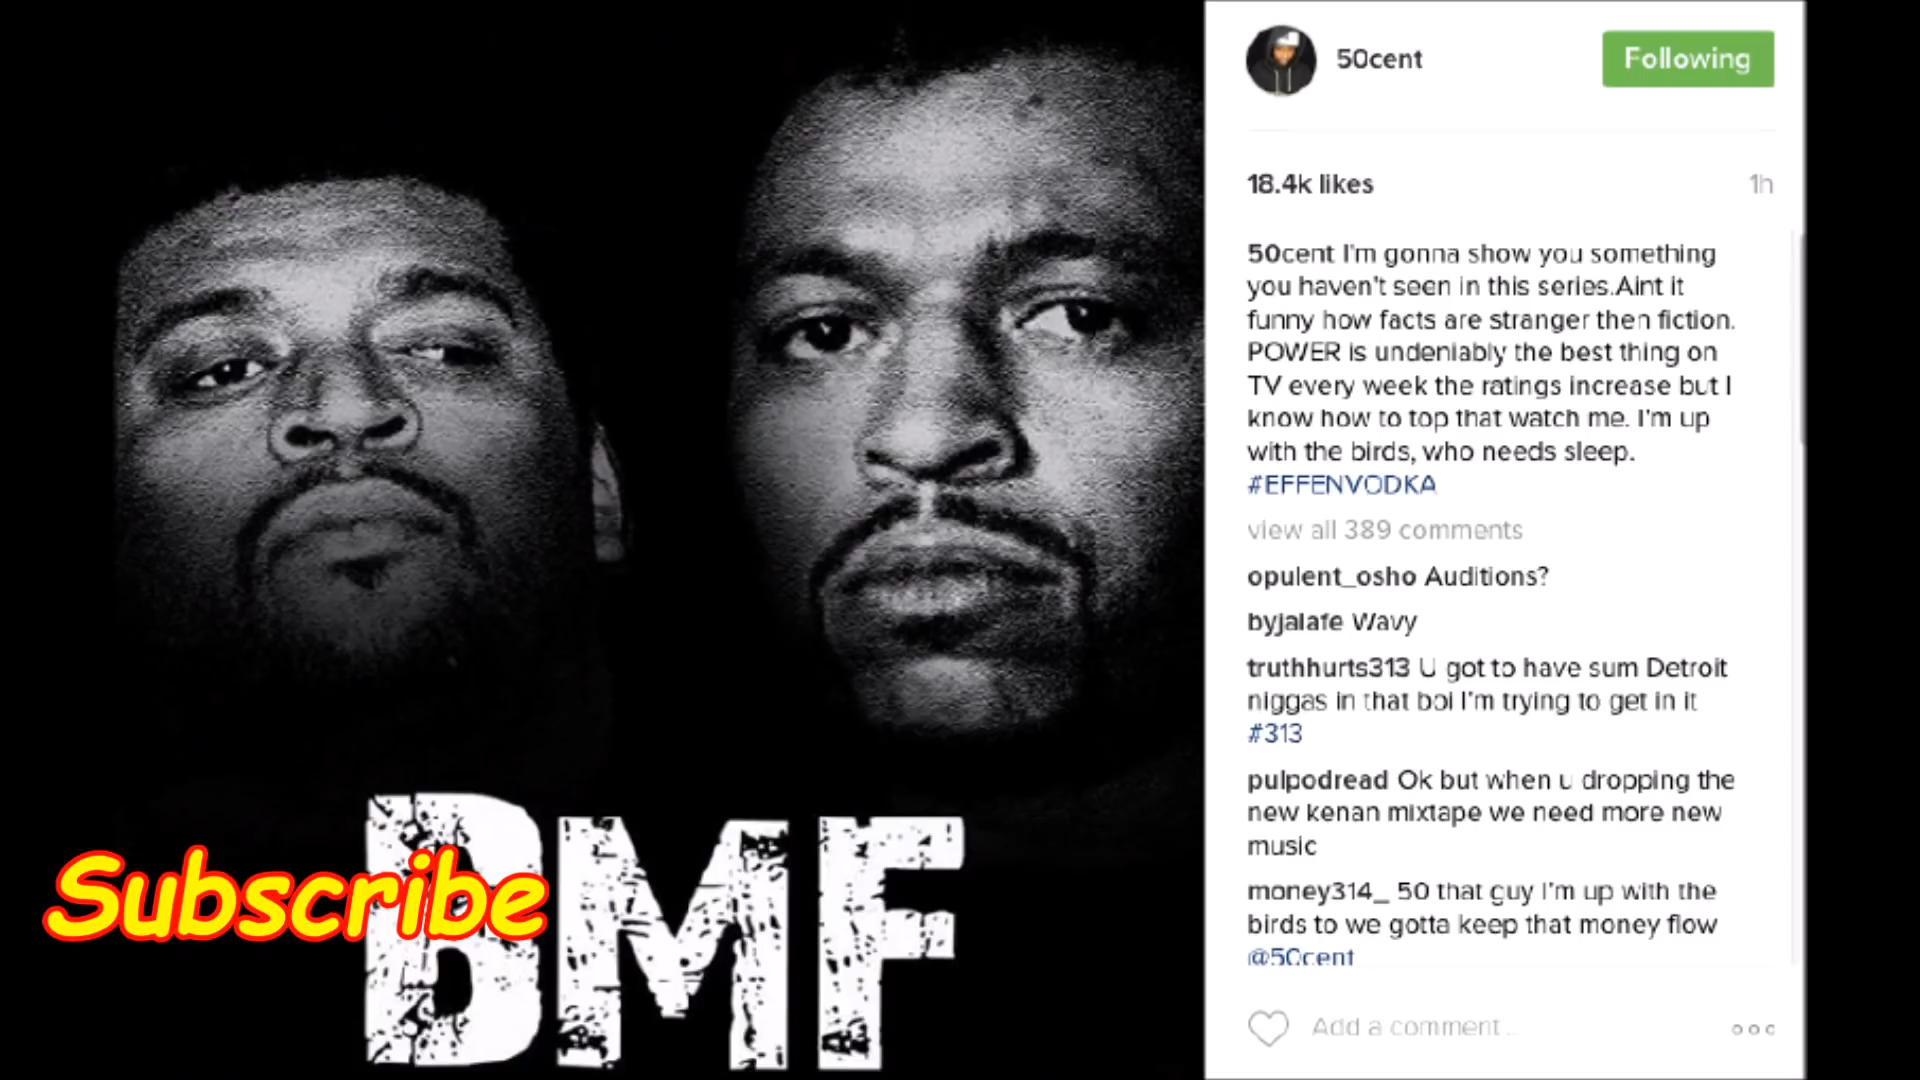 50cent
Following
18.4k likes
1h
50cent I'm gonna show you something
you haven't seen in this series.Aint it
funny how facts are stranger then fiction.
POWER is undeniably the best thing on
TV every week the ratings increase but I
know how to top that watch me. I'm up
with the birds, who needs sleep.
#EFFENVODKA
view all 389 comments
opulent_osho Auditions?
byjalafe Wavy
truthhurts313 U got to have sum Detroit
niggas in that boi I'm trying to get in it
#313
pulpodread Ok but when u dropping the
new kenan mixtape we need more new
music
money314_ 50 that guy I'm up with the
birds to we gotta keep that money flow
@50cent
Add a comment...
Subscribe
BMF